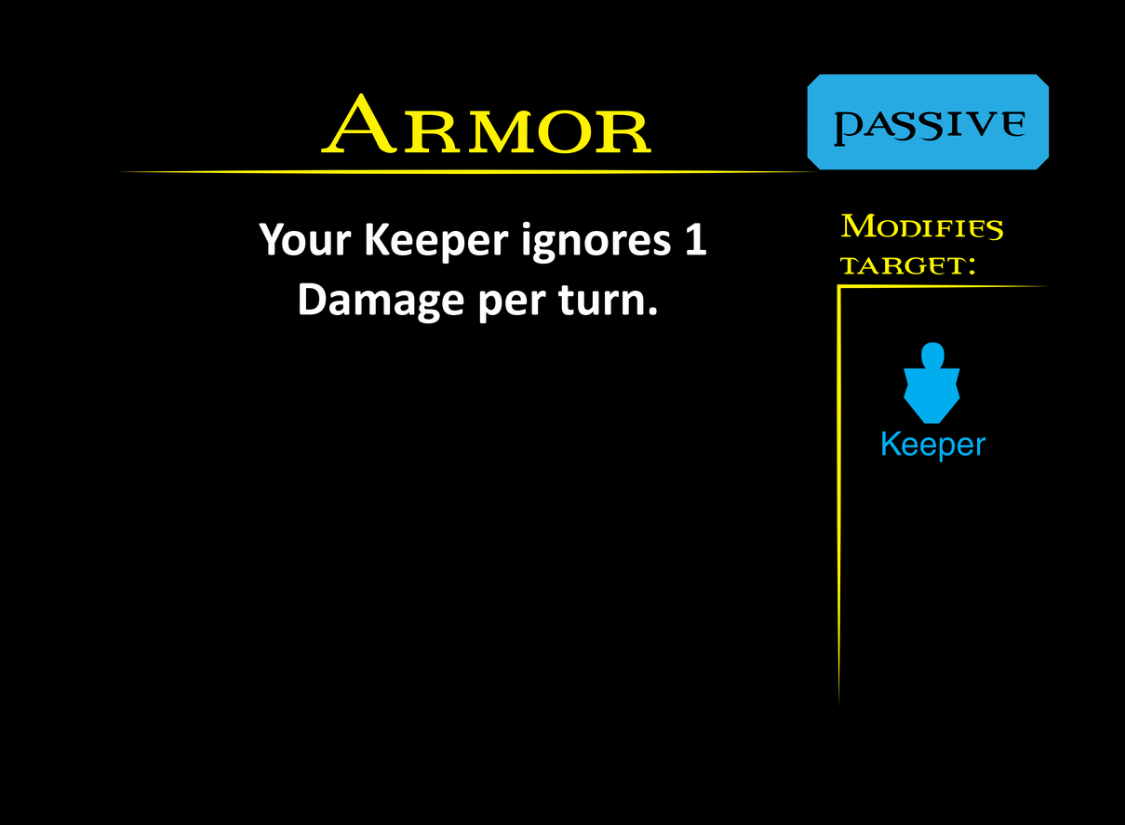 Armor
PASSIVE
Your Keeper ignores 1
Damage per turn.
Modifies
target:
Keeper